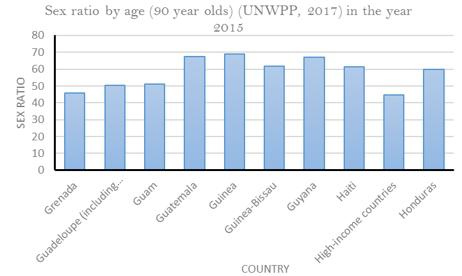 Sex ratio by age (90 year olds) (UNWPP, 2017) in the year
2015
80
70
60
50
40
30
20
10
0
SEX RATIO
Grenada
Guadeloupe (including...
Guam
Guatemala
Guinea
Guinea-Bissau
Guyana
Haiti
High-income countries
Honduras
COUNTRY